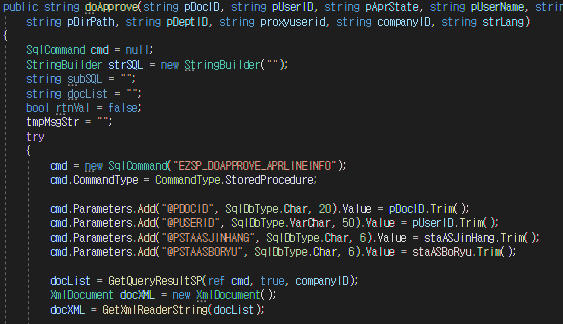 public string doApprove(string pDocID, string pUserID, string pAprState, string pUserName, string
string pDirPath, string pDeptID, string proxyuserid, string companyID, string strLang)
{
SqlCommand cmd = null;
StringBuilder strSQL = new StringBuilder("");
string subSQL = "";
string docList = "";
bool rtnVal = false;
tmpMsgStr = "";
try
{
cmd = new SqlCommand("EZSP_DOAPPROVE_APRLINEINFO");
cmd.CommandType = CommandType.StoredProcedure;
cmd.Parameters.Add("@PDOCID", SqlDbType.Char, 20).Value = pDocID.Trim();
cmd.Parameters.Add("@PUSERID", SqlDbType.VarChar, 50).Value = pUserID.Trim();
cmd.Parameters.Add("@PSTAASJINHANG", SqlDbType.Char, 6).Value = staASJinHang.Trim();
cmd.Parameters.Add("@PSTAASBORYU", SqlDbType.Char, 6).Value = staASBoRyu.Trim();
docList = GetQueryResultSP(ref cmd, true, companyID);
XmlDocument docXML = new XmlDocument();
docXML = GetXmlReaderString(docList);